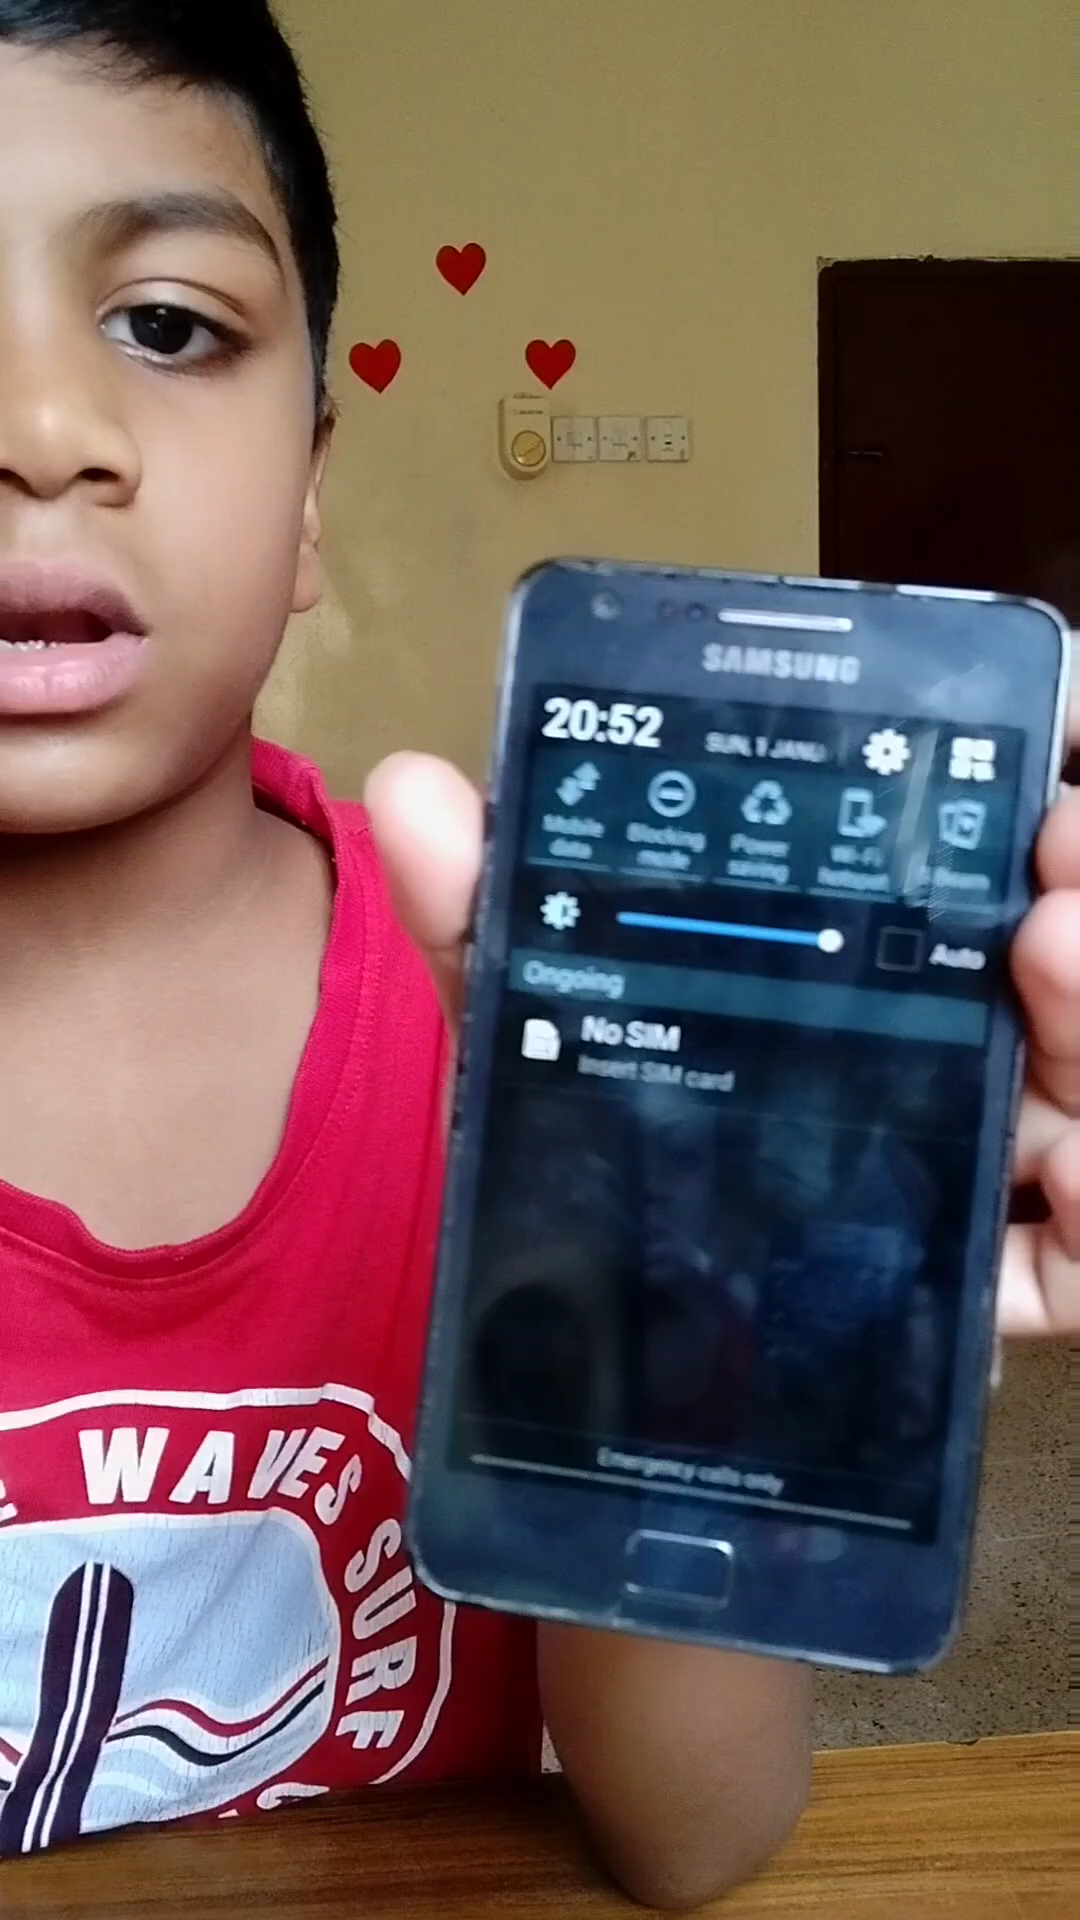 SAMSUNG
20:52 SUN, 1 JANU
Mobile data
Blocking mode
Power saving
Wi-Fi hotspot
Beam
Auto
Ongoing
No SIM
Insert SIM card
Emergency calls only
WAVES SURF